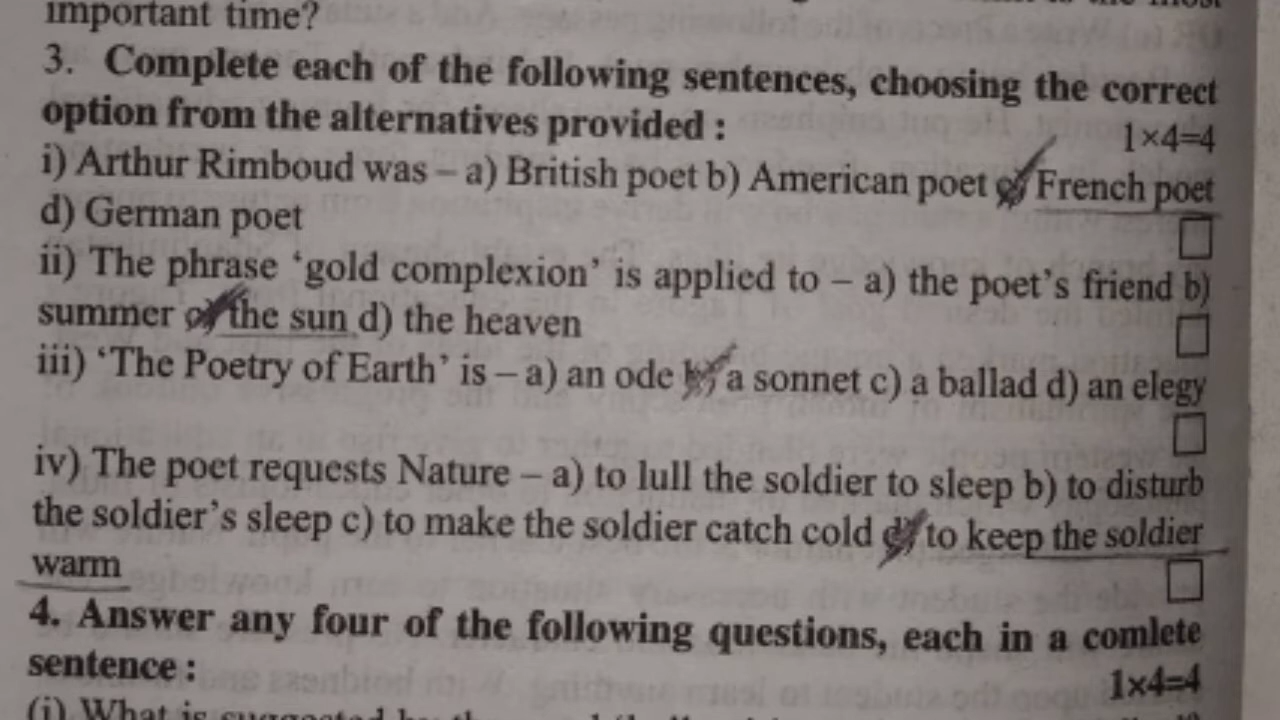 important time?
3. Complete each of the following sentences, choosing the correct
option from the alternatives provided :
1×4=4
i) Arthur Rimboud was – a) British poet b) American poet c) French poet
d) German poet
ii) The phrase ‘gold complexion’ is applied to – a) the poet’s friend b)
summer c) the sun d) the heaven
iii) ‘The Poetry of Earth’ is – a) an ode b) a sonnet c) a ballad d) an elegy
iv) The poet requests Nature – a) to lull the soldier to sleep b) to disturb
the soldier’s sleep c) to make the soldier catch cold d) to keep the soldier
warm
4. Answer any four of the following questions, each in a comlete
sentence :
1×4=4
(i) What is suggested by the